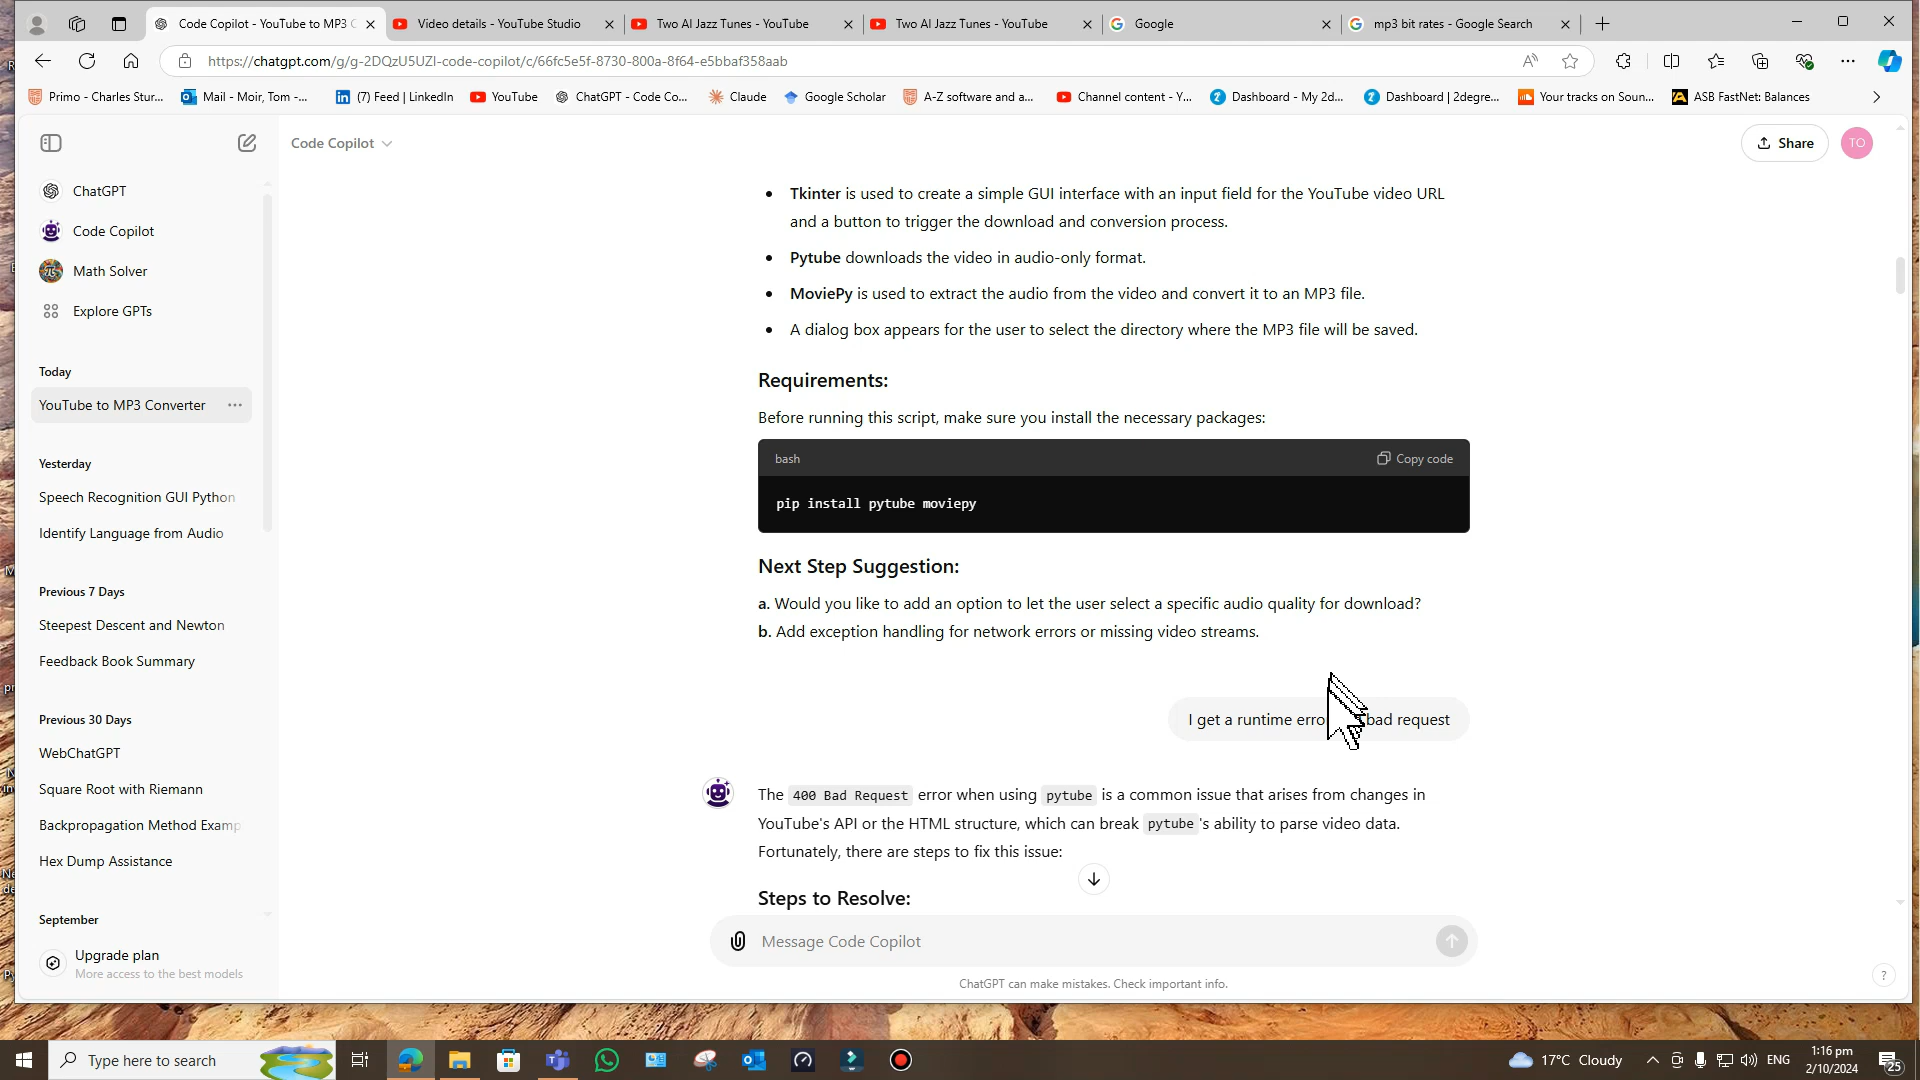 Code Copilot - YouTube to MP3 C
Video details - YouTube Studio
Two AI Jazz Tunes - YouTube
Two AI Jazz Tunes - YouTube
Google
mp3 bit rates - Google Search
https://chatgpt.com/g/g-2DQzU5UZl-code-copilot/c/66fc5e5f-8730-800a-8f64-e5bbaf358aab
Primo - Charles Stur...
Mail - Moir, Tom -...
(7) Feed | LinkedIn
YouTube
ChatGPT - Code Co...
Claude
Google Scholar
A-Z software and a...
Channel content - Y...
Dashboard - My 2d...
Dashboard | 2degre...
Your tracks on Soun...
ASB FastNet: Balances
Code Copilot
Share
TO
ChatGPT
Code Copilot
Math Solver
Explore GPTs
Today
YouTube to MP3 Converter
Yesterday
Speech Recognition GUI Python
Identify Language from Audio
Previous 7 Days
Steepest Descent and Newton
Feedback Book Summary
Previous 30 Days
WebChatGPT
Square Root with Riemann
Backpropagation Method Examp
Hex Dump Assistance
September
Upgrade plan
More access to the best models
• Tkinter is used to create a simple GUI interface with an input field for the YouTube video URL
and a button to trigger the download and conversion process.
• Pytube downloads the video in audio-only format.
• MoviePy is used to extract the audio from the video and convert it to an MP3 file.
• A dialog box appears for the user to select the directory where the MP3 file will be saved.
Requirements:
Before running this script, make sure you install the necessary packages:
bash
Copy code
pip install pytube moviepy
Next Step Suggestion:
a. Would you like to add an option to let the user select a specific audio quality for download?
b. Add exception handling for network errors or missing video streams.
I get a runtime erro bad request
The 400 Bad Request error when using pytube is a common issue that arises from changes in
YouTube's API or the HTML structure, which can break pytube 's ability to parse video data.
Fortunately, there are steps to fix this issue:
Steps to Resolve:
Message Code Copilot
ChatGPT can make mistakes. Check important info.
?
Type here to search
17°C Cloudy
ENG
1:16 pm
2/10/2024
25